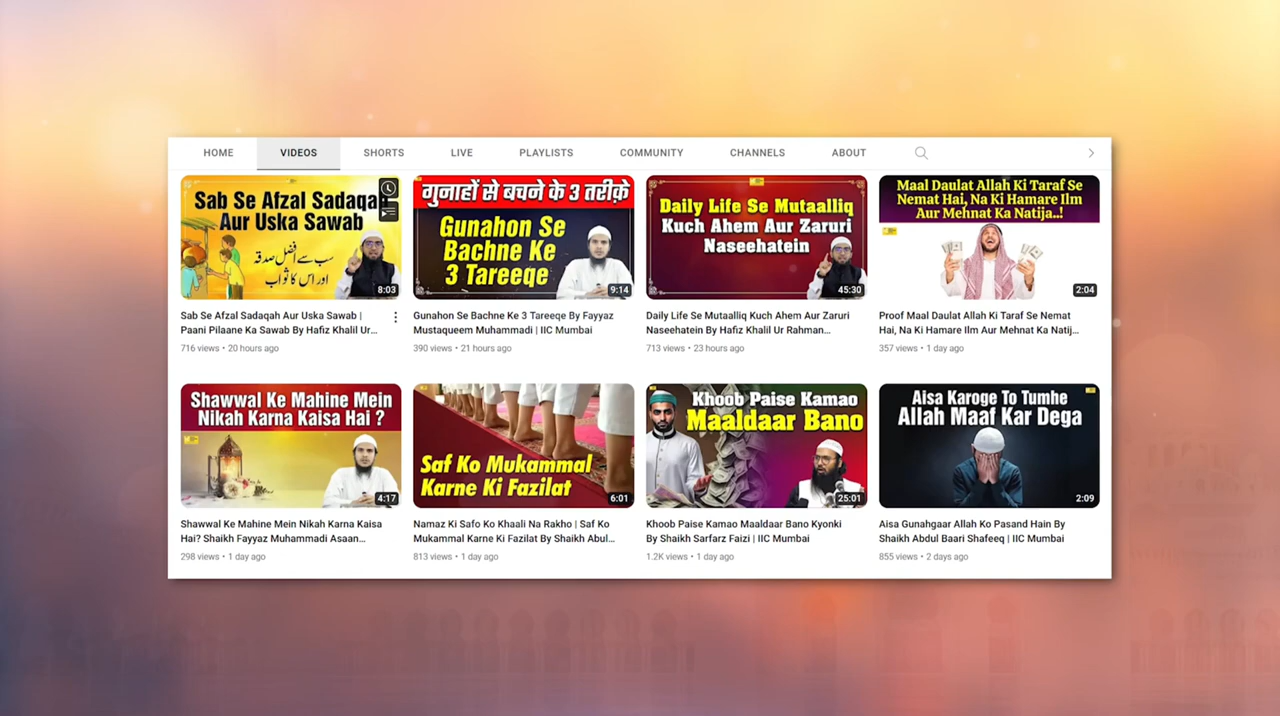 HOME VIDEOS SHORTS LIVE PLAYLISTS COMMUNITY CHANNELS ABOUT
Sab Se Afzal Sadaqah
Aur Uska Sawab
سب سے افضل صدقہ
اور اس کا ثواب
8:03
गुनाहों से बचने के 3 तरीक़े
Gunahon Se
Bachne Ke
3 Tareeqe
9:14
Daily Life Se Mutaalliq
Kuch Ahem Aur Zaruri
Naseehatein
45:30
Maal Daulat Allah Ki Taraf Se
Nemat Hai, Na Ki Hamare Ilm
Aur Mehnat Ka Natija..!
2:04
Sab Se Afzal Sadaqah Aur Uska Sawab |
Paani Pilaane Ka Sawab By Hafiz Khalil Ur...
716 views • 20 hours ago
Gunahon Se Bachne Ke 3 Tareeqe By Fayyaz
Mustaqueem Muhammadi | IIC Mumbai
390 views • 21 hours ago
Daily Life Se Mutaalliq Kuch Ahem Aur Zaruri
Naseehatein By Hafiz Khalil Ur Rahman...
713 views • 23 hours ago
Proof Maal Daulat Allah Ki Taraf Se Nemat
Hai, Na Ki Hamare Ilm Aur Mehnat Ka Natij...
357 views • 1 day ago
Shawwal Ke Mahine Mein
Nikah Karna Kaisa Hai ?
4:17
Saf Ko Mukammal
Karne Ki Fazilat
6:01
Khoob Paise Kamao
Maaldaar Bano
25:01
Aisa Karoge To Tumhe
Allah Maaf Kar Dega
2:09
Shawwal Ke Mahine Mein Nikah Karna Kaisa
Hai? Shaikh Fayyaz Muhammadi Asaan...
298 views • 1 day ago
Namaz Ki Safo Ko Khaali Na Rakho | Saf Ko
Mukammal Karne Ki Fazilat By Shaikh Abul...
813 views • 1 day ago
Khoob Paise Kamao Maaldaar Bano Kyonki
By Shaikh Sarfarz Faizi | IIC Mumbai
1.2K views • 1 day ago
Aisa Gunahgaar Allah Ko Pasand Hain By
Shaikh Abdul Baari Shafeeq | IIC Mumbai
855 views • 2 days ago